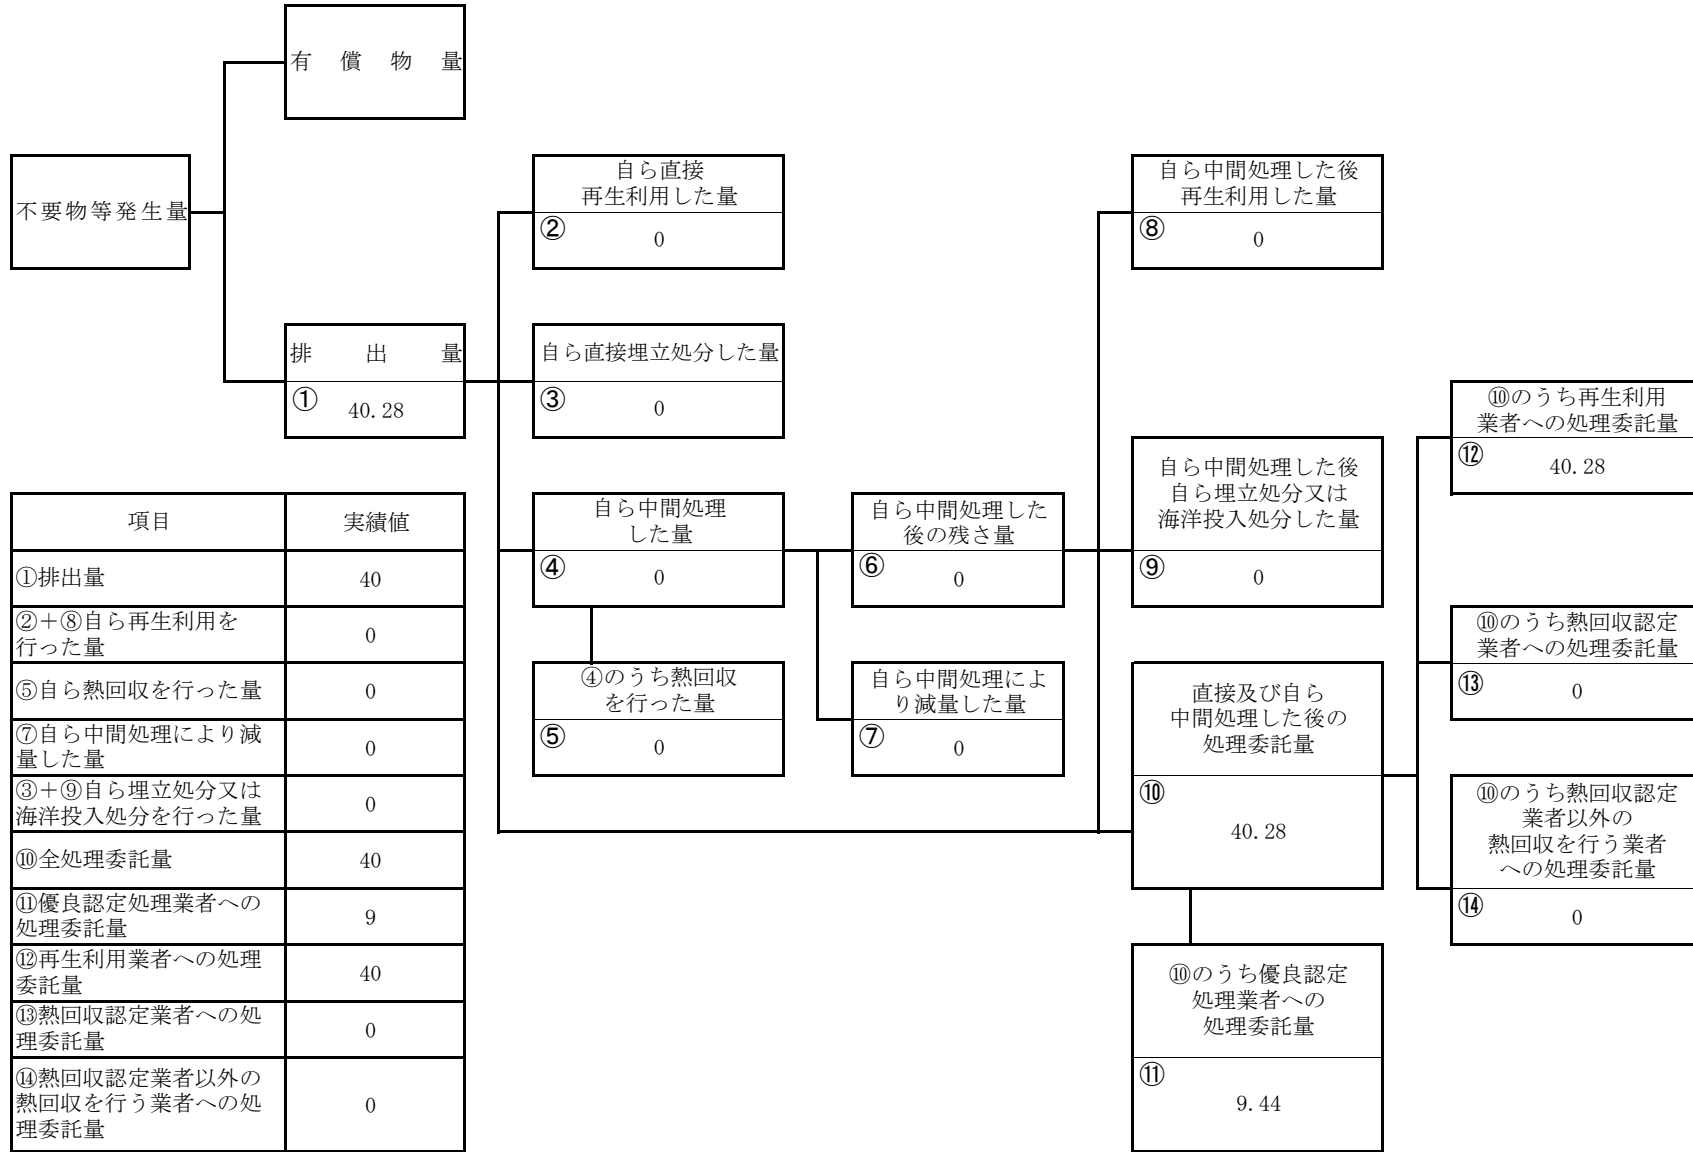 有償物量
不要物等発生量
排出量
①
40.28
自ら直接
再生利用した量
②
0
自ら直接埋立処分した量
③
0
自ら中間処理
した量
④
0
④のうち熱回収
を行った量
⑤
0
自ら中間処理した
後の残さ量
⑥
0
自ら中間処理によ
り減量した量
⑦
0
自ら中間処理した後
再生利用した量
⑧
0
自ら中間処理した後
自ら埋立処分又は
海洋投入処分した量
⑨
0
直接及び自ら
中間処理した後の
処理委託量
⑩
40.28
⑩のうち優良認定
処理業者への
処理委託量
⑪
9.44
⑩のうち再生利用
業者への処理委託量
⑫
40.28
⑩のうち熱回収認定
業者への処理委託量
⑬
0
⑩のうち熱回収認定
業者以外の
熱回収を行う業者
への処理委託量
⑭
0
項目 実績値
①排出量 40
②＋⑧自ら再生利用を
行った量 0
⑤自ら熱回収を行った量 0
⑦自ら中間処理により減
量した量 0
③＋⑨自ら埋立処分又は
海洋投入処分を行った量 0
⑩全処理委託量 40
⑪優良認定処理業者への
処理委託量 9
⑫再生利用業者への処理
委託量 40
⑬熱回収認定業者への処
理委託量 0
⑭熱回収認定業者以外の
熱回収を行う業者への処
理委託量 0